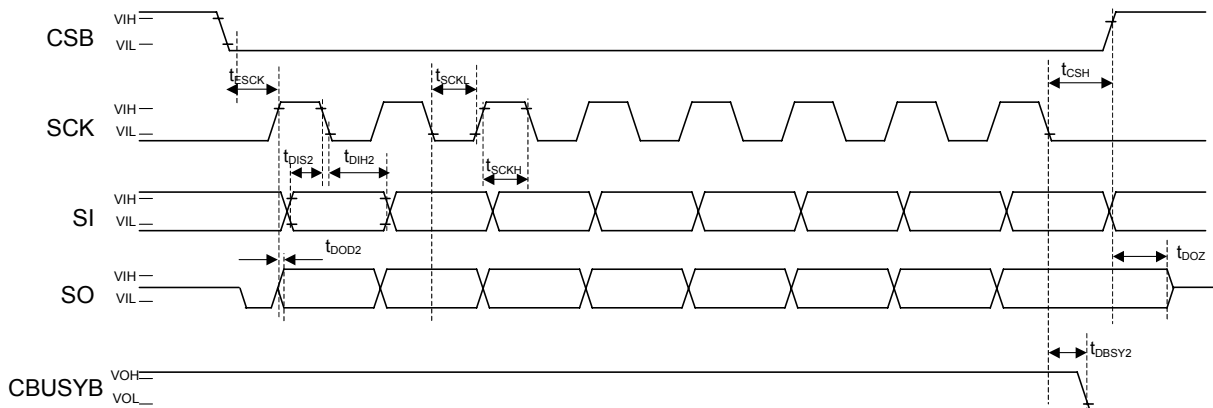 CSB
VIH
VIL
tESCK
tSCKL
tCSH
SCK
VIH
VIL
tDIS2
tDIH2
tSCKH
SI
VIH
VIL
tDOD2
tDOZ
SO
VIH
VIL
tDBSY2
CBUSYB
VOH
VOL